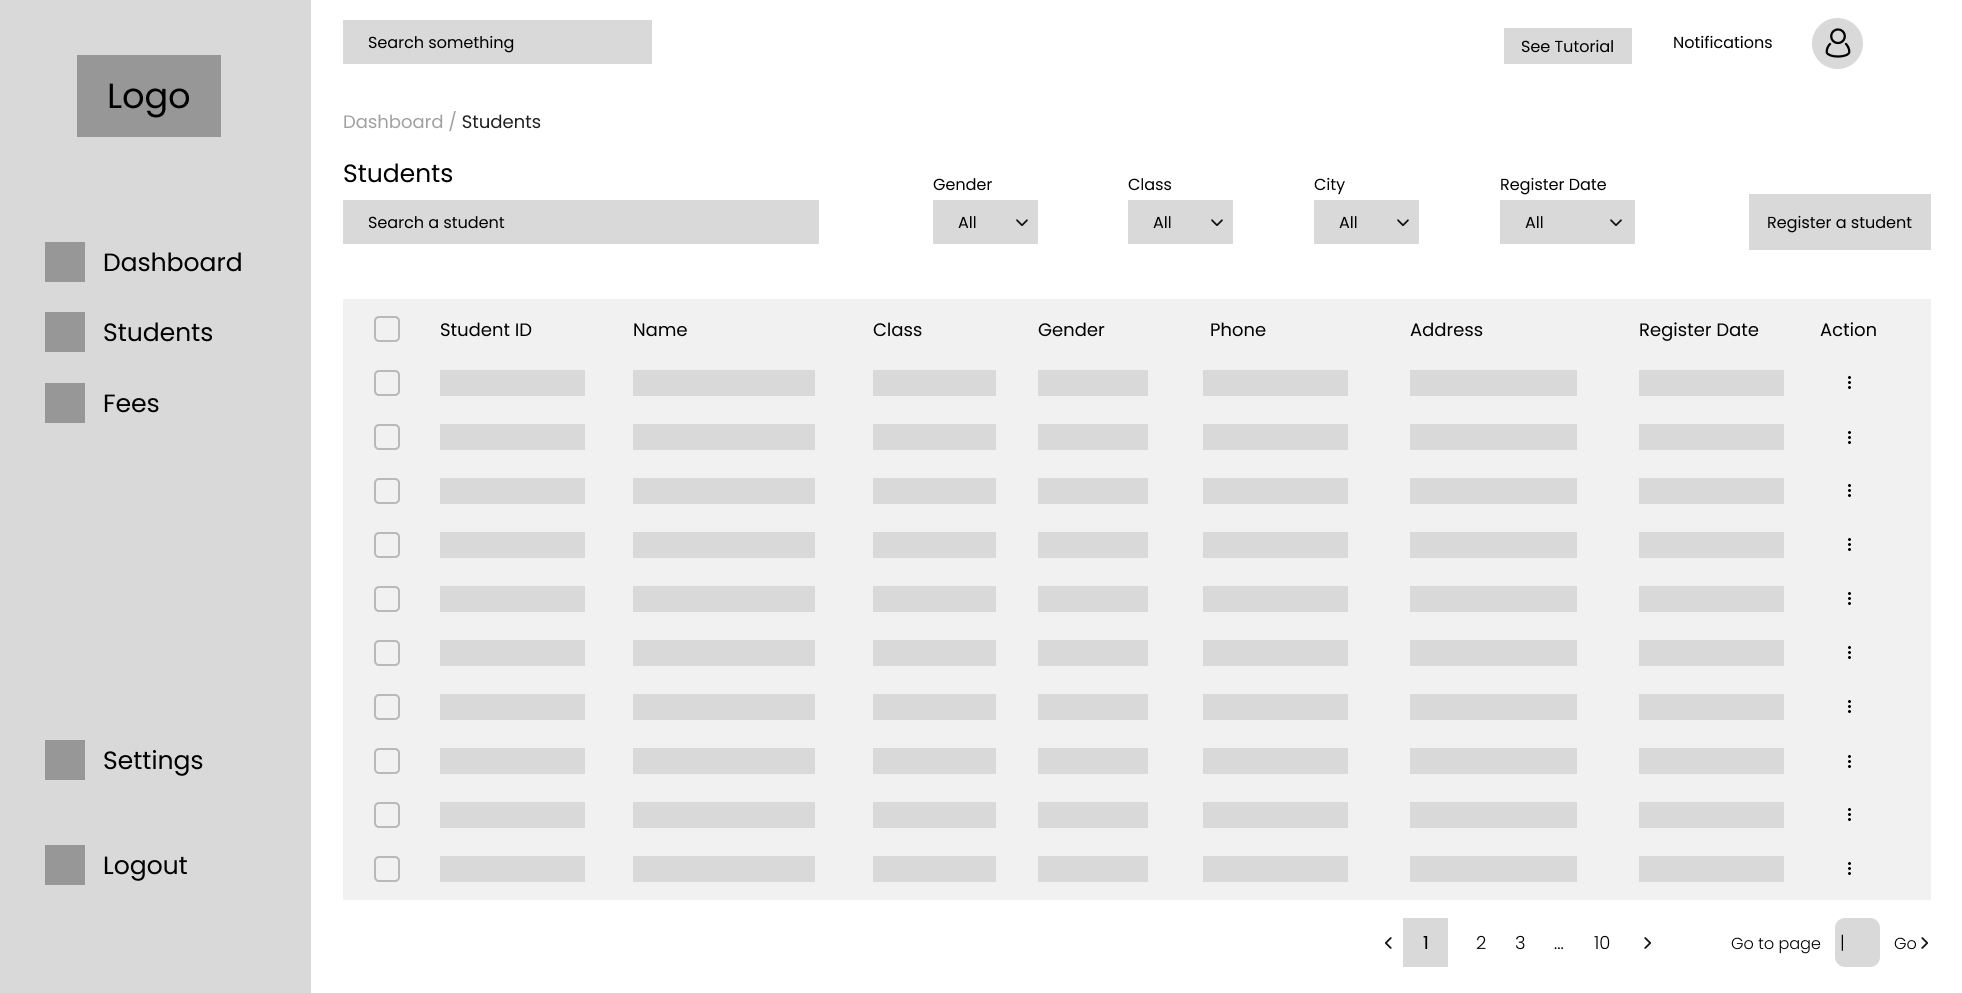 Logo
Dashboard
Students
Fees
Settings
Logout
Search something
See Tutorial
Notifications
Dashboard / Students
Students
Search a student
Gender
All
Class
All
City
All
Register Date
All
Register a student
Student ID Name Class Gender Phone Address Register Date Action
1 2 3 ... 10
Go to page
Go